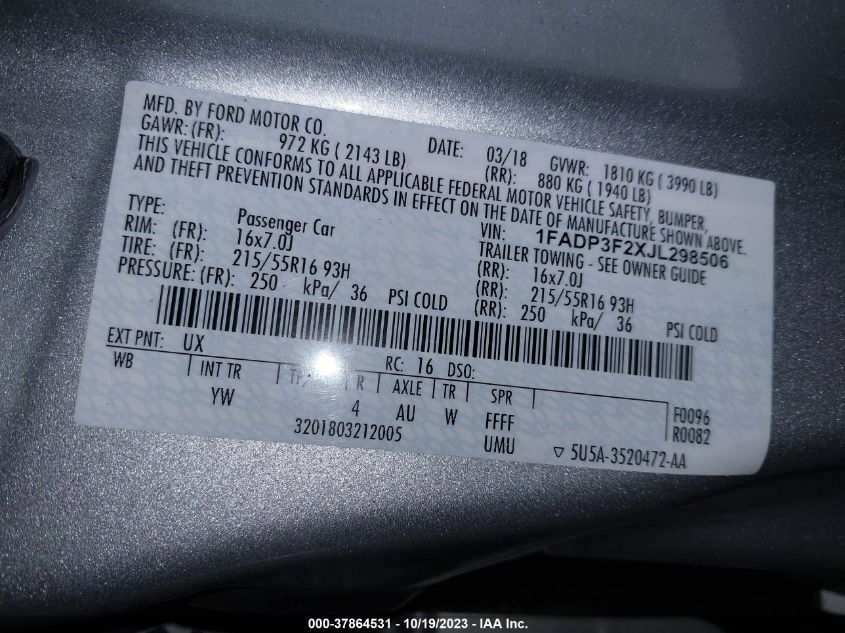 MFD. BY FORD MOTOR CO. DATE: 03/18 GVWR: 1810 KG ( 3990 LB)
GAWR: (FR): 972 KG ( 2143 LB) (RR): 880 KG ( 1940 LB)
THIS VEHICLE CONFORMS TO ALL APPLICABLE FEDERAL MOTOR VEHICLE SAFETY, BUMPER,
AND THEFT PREVENTION STANDARDS IN EFFECT ON THE DATE OF MANUFACTURE SHOWN ABOVE.
VIN: 1FADP3F2XJL298506
TYPE: Passenger Car TRAILER TOWING - SEE OWNER GUIDE
RIM: (FR): 16x7.0J (RR): 16x7.0J
TIRE: (FR): 215/55R16 93H (RR): 215/55R16 93H
PRESSURE: (FR): 250 kPa/ 36 PSI COLD (RR): 250 kPa/ 36 PSI COLD
EXT PNT: UX RC: 16 DSO:
WB INT TR R AXLE TR SPR
YW 4 AU W FFFF F0096
3201803212005 UMU R0082
▽ 5U5A-3520472-AA
000-37864531 - 10/19/2023 - IAA Inc.